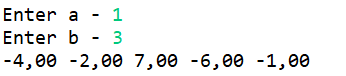 Enter a - 1
Enter b - 3
-4,00 -2,00 7,00 -6,00 -1,00